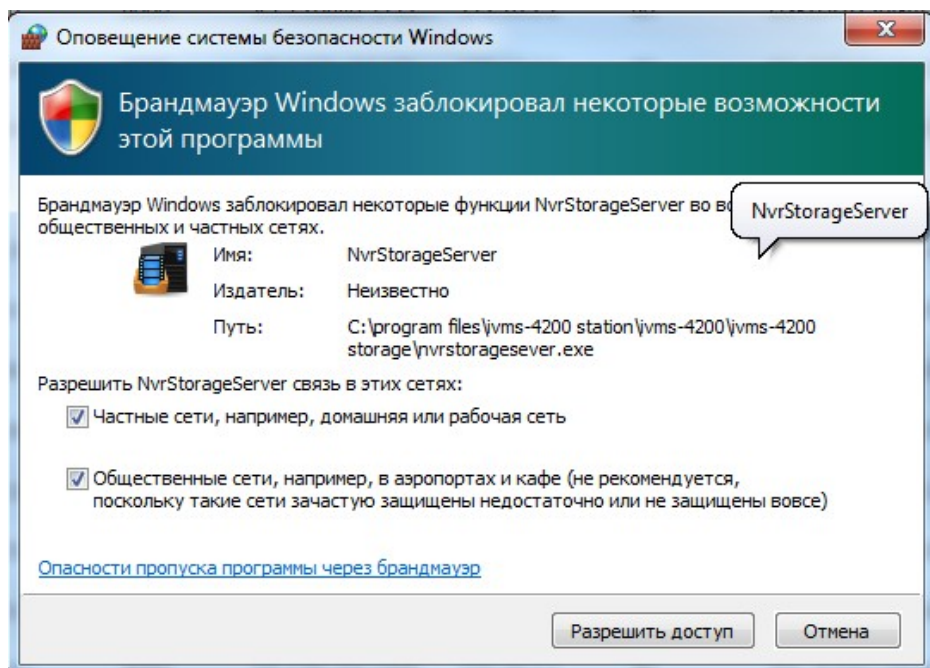 Оповещение системы безопасности Windows
Брандмауэр Windows заблокировал некоторые возможности
этой программы
Брандмауэр Windows заблокировал некоторые функции NvrStorageServer во
общественных и частных сетях.
NvrStorageServer
Имя: NvrStorageServer
Издатель: Неизвестно
Путь: C:\program files\ivms-4200 station\ivms-4200\ivms-4200
storage\nvrstoragesever.exe
Разрешить NvrStorageServer связь в этих сетях:
Частные сети, например, домашняя или рабочая сеть
Общественные сети, например, в аэропортах и кафе (не рекомендуется,
поскольку такие сети зачастую защищены недостаточно или не защищены вовсе)
Опасности пропуска программы через брандмауэр
Разрешить доступ
Отмена